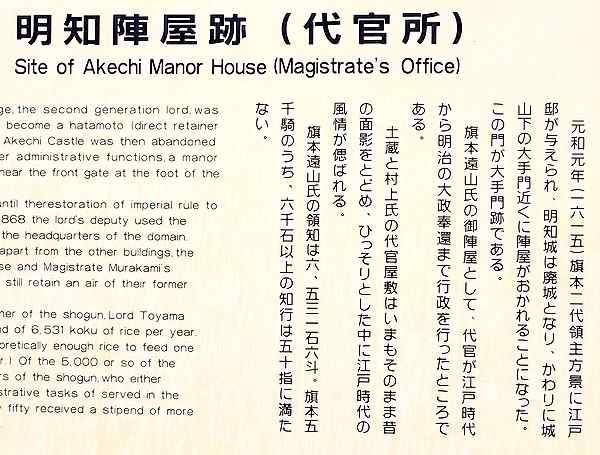 明知陣屋跡（代官所）
Site of Akechi Manor House (Magistrate's Office)
ge, the second generation lord, was
become a hatamoto (direct retainer
Akechi Castle was then abandoned
er administrative functions, a manor
near the front gate at the foot of the
until therestoration of imperial rule to
868 the lord's deputy used the
the headquarters of the domain.
apart from the other buildings, the
se and Magistrate Murakami's
still retain an air of their former
ner of the shogun, Lord Toyama
d of 6,531 koku of rice per year.
oretically enough rice to feed one
r.) Of the 5,000 or so of the
rs of the shogun, who either
strative tasks of served in the
fifty received a stipend of more
元和元年（一六一五）旗本二代領主方景に江戸
邸が与えられ、明知城は廃城となり、かわりに城
山下の大手門近くに陣屋がおかれることになった。
この門が大手門跡である。
旗本遠山氏の御陣屋として、代官が江戸時代
から明治の大政奉還まで行政を行ったところで
ある。
土蔵と村上氏の代官屋敷はいまもそのまま昔
の面影をとどめ、ひっそりとした中に江戸時代の
風情が偲ばれる。
旗本遠山氏の領知は六、五三一石六斗。旗本五
千騎のうち、六千石以上の知行は五十指に満た
ない。